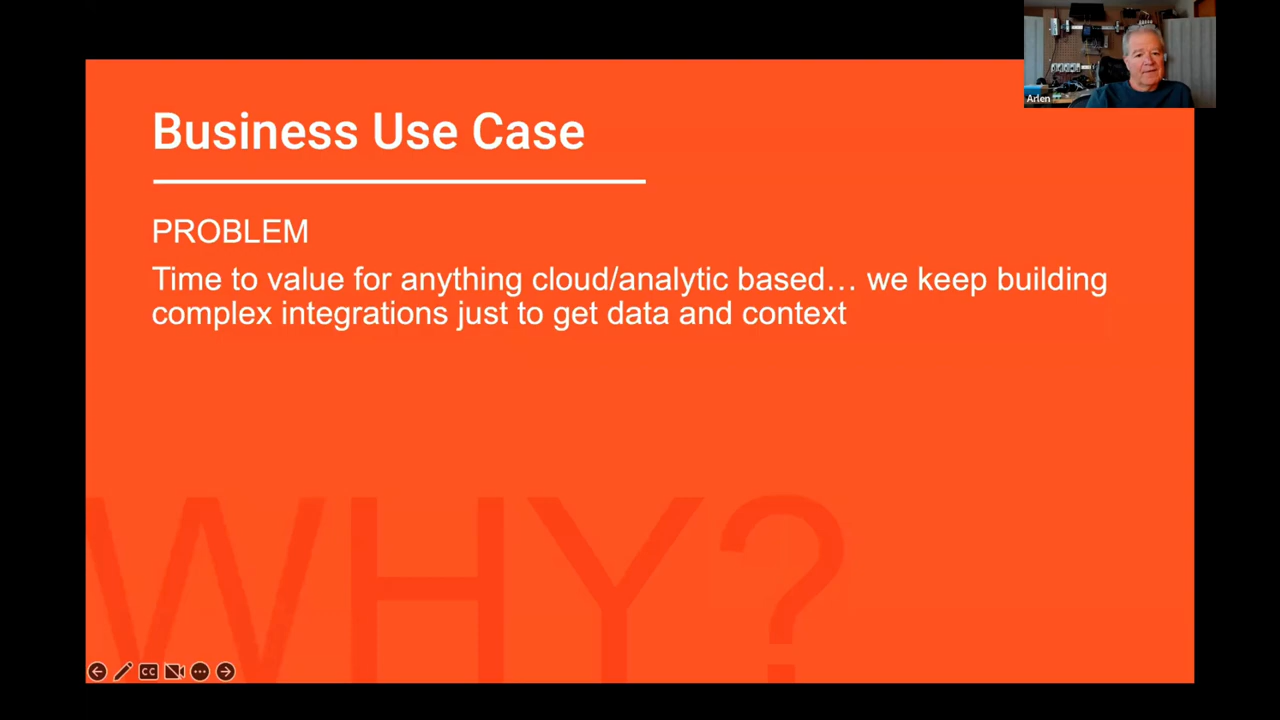 Arlen
Business Use Case
PROBLEM
Time to value for anything cloud/analytic based… we keep building
complex integrations just to get data and context
WHY?
CC